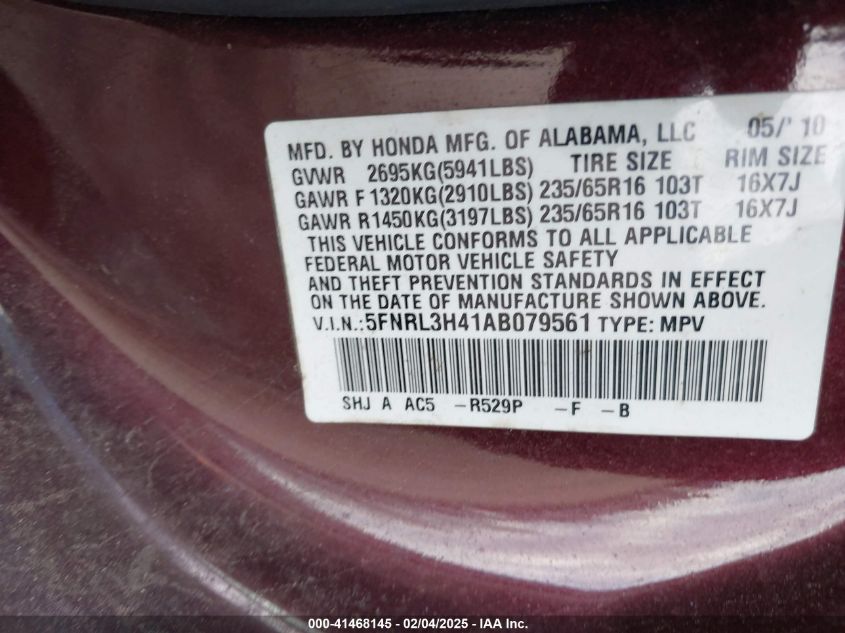 MFD. BY HONDA MFG. OF ALABAMA, LLC 05/' 10
GVWR 2695KG(5941LBS) TIRE SIZE RIM SIZE
GAWR F 1320KG(2910LBS) 235/65R16 103T 16X7J
GAWR R1450KG(3197LBS) 235/65R16 103T 16X7J
THIS VEHICLE CONFORMS TO ALL APPLICABLE
FEDERAL MOTOR VEHICLE SAFETY
AND THEFT PREVENTION STANDARDS IN EFFECT
ON THE DATE OF MANUFACTURE SHOWN ABOVE.
V.I.N.:5FNRL3H41AB079561 TYPE: MPV
SHJ A AC5 -R529P -F -B
000-41468145 - 02/04/2025 - IAA Inc.